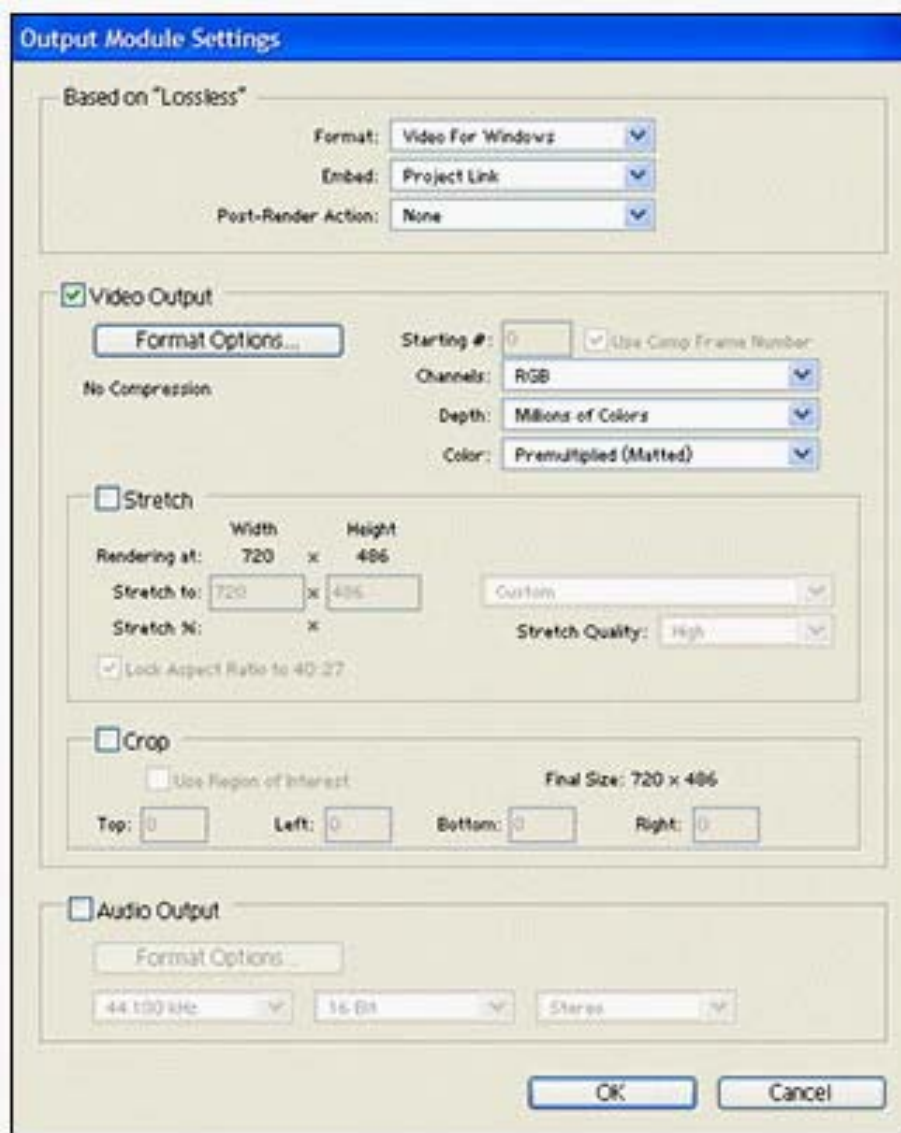 Output Module Settings
Based on "Lossless"
Format: Video For Windows
Embed: Project Link
Post-Render Action: None
Video Output
Format Options...
Starting #: 0 Use Comp Frame Number
No Compression
Channels: RGB
Depth: Millions of Colors
Color: Premultiplied (Matted)
Stretch
Width Height
Rendering at: 720 x 486
Stretch to: 720 x 486 Custom
Stretch %: x Stretch Quality: High
Lock Aspect Ratio to 40:27
Crop
Use Region of Interest Final Size: 720 x 486
Top: 0 Left: 0 Bottom: 0 Right: 0
Audio Output
Format Options...
44.100 kHz 16 Bit Stereo
OK Cancel